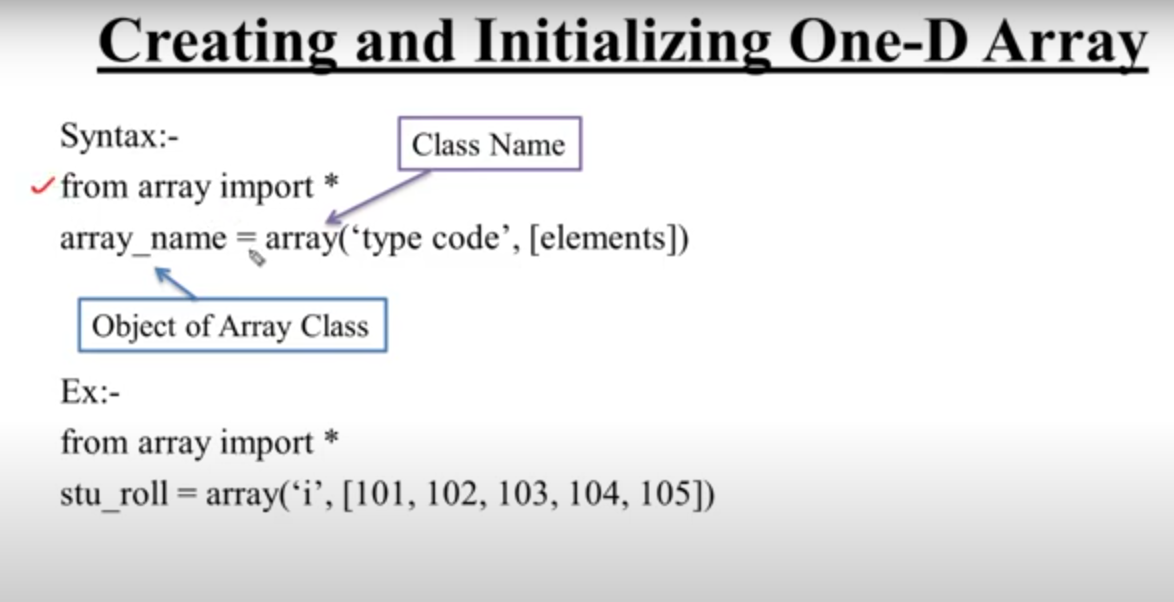 Creating and Initializing One-D Array
Syntax:-
Class Name
from array import *
array_name = array(‘type code’, [elements])
Object of Array Class
Ex:-
from array import *
stu_roll = array(‘i’, [101, 102, 103, 104, 105])